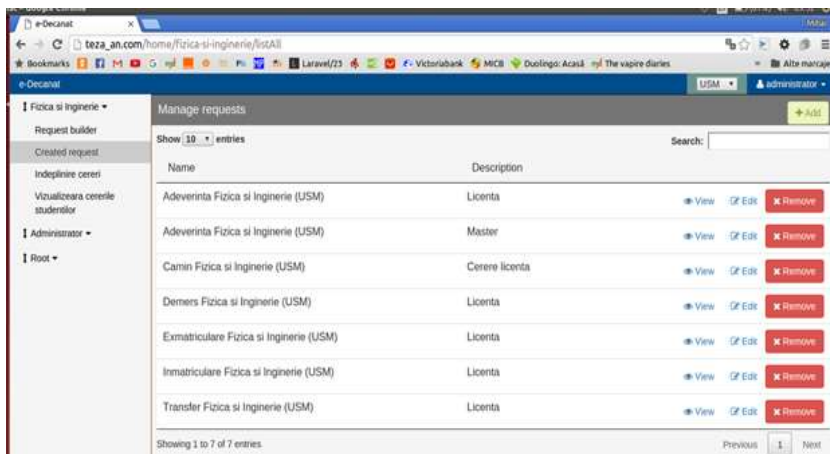 e-Decanat
teza_an.com/home/fizica-si-inginerie/listAll
Bookmarks Laravel/23 Victoriabank MICB Duolingo: Acasă The vapire diaries Alte marcaje
e-Decanat USM administrator
Fizica si Inginerie
Request builder
Created request
Indeplinire cereri
Vizualizeara cererile
studentilor
Administrator
Root
Manage requests Add
Show 10 entries Search:
Name Description
Adeverinta Fizica si Inginerie (USM) Licenta View Edit Remove
Adeverinta Fizica si Inginerie (USM) Master View Edit Remove
Camin Fizica si Inginerie (USM) Cerere licenta View Edit Remove
Demers Fizica si Inginerie (USM) Licenta View Edit Remove
Exmatriculare Fizica si Inginerie (USM) Licenta View Edit Remove
Inmatriculare Fizica si Inginerie (USM) Licenta View Edit Remove
Transfer Fizica si Inginerie (USM) Licenta View Edit Remove
Showing 1 to 7 of 7 entries Previous 1 Next